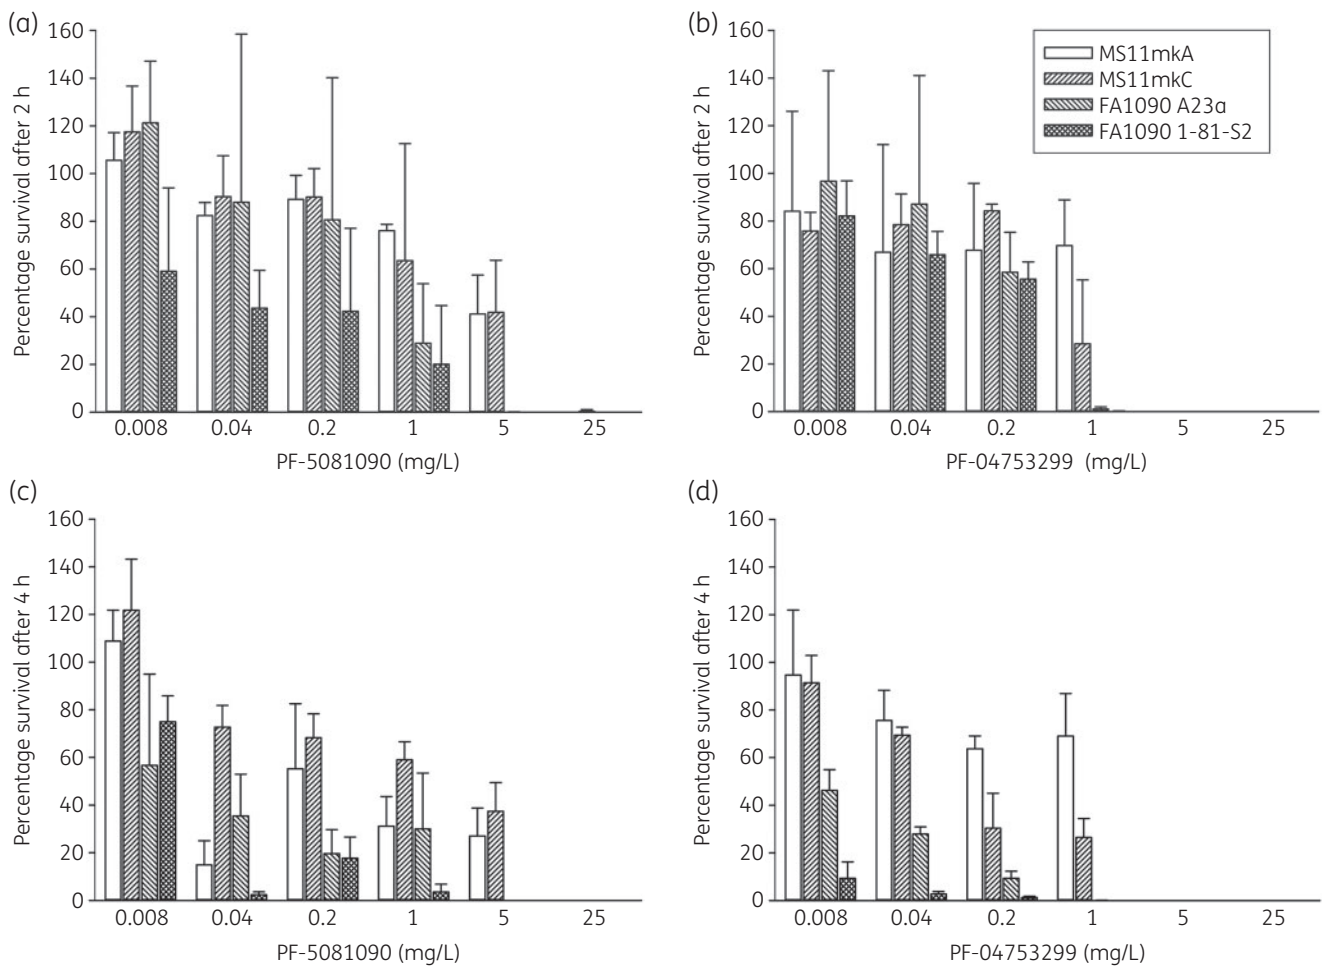 (a)
160
140
120
100
80
60
40
20
0
Percentage survival after 2 h
0.008 0.04 0.2 1 5 25
PF-5081090 (mg/L)
(b)
160
140
120
100
80
60
40
20
0
Percentage survival after 2 h
MS11mkA
MS11mkC
FA1090 A23a
FA1090 1-81-S2
0.008 0.04 0.2 1 5 25
PF-04753299 (mg/L)
(c)
160
140
120
100
80
60
40
20
0
Percentage survival after 4 h
0.008 0.04 0.2 1 5 25
PF-5081090 (mg/L)
(d)
160
140
120
100
80
60
40
20
0
Percentage survival after 4 h
0.008 0.04 0.2 1 5 25
PF-04753299 (mg/L)